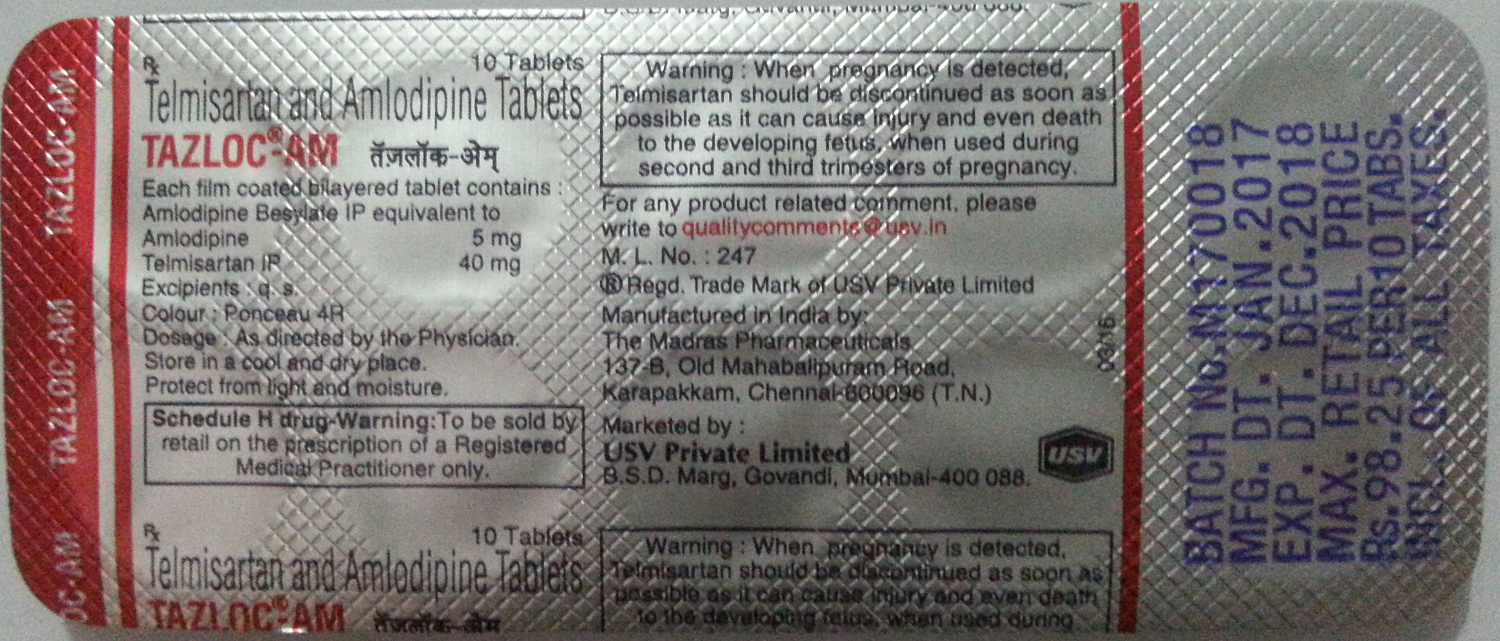 B.S.D. Marg, Govandi, Mumbai-400 088.
TAZLOC-AM TAZLOC-AM TAZLOC-AM
OC-AM
Rx 10 Tablets
Telmisartan and Amlodipine Tablets
TAZLOC®-AM तॅज़लॉक-ॲम्
Each film coated bilayered tablet contains :
Amlodipine Besylate IP equivalent to
Amlodipine 5 mg
Telmisartan IP 40 mg
Excipients : q. s.
Colour : Ponceau 4R
Dosage : As directed by the Physician.
Store in a cool and dry place.
Protect from light and moisture.
Schedule H drug-Warning:To be sold by
retail on the prescription of a Registered
Medical Practitioner only.
Warning : When pregnancy is detected,
Telmisartan should be discontinued as soon as
possible as it can cause injury and even death
to the developing fetus, when used during
second and third trimesters of pregnancy.
For any product related comment, please
write to qualitycomments@usv.in
M. L. No. : 247
® Regd. Trade Mark of USV Private Limited
Manufactured in India by:
The Madras Pharmaceuticals
137-B, Old Mahabalipuram Road,
Karapakkam, Chennai-600096 (T.N.)
Marketed by :
USV Private Limited
B.S.D. Marg, Govandi, Mumbai-400 088.
USV
03/16
Rx 10 Tablets
Telmisartan and Amlodipine Tablets
TAZLOC®-AM तॅज़लॉक-ॲम
Warning : When pregnancy is detected,
Telmisartan should be discontinued as soon as
possible as it can cause injury and even death
to the developing fetus, when used during
BATCH No.M170018
MFG. DT. JAN.2017
EXP. DT. DEC.2018
MAX. RETAIL PRICE
Rs.98.25 PER10TABS.
INCL. OF ALL TAXES.